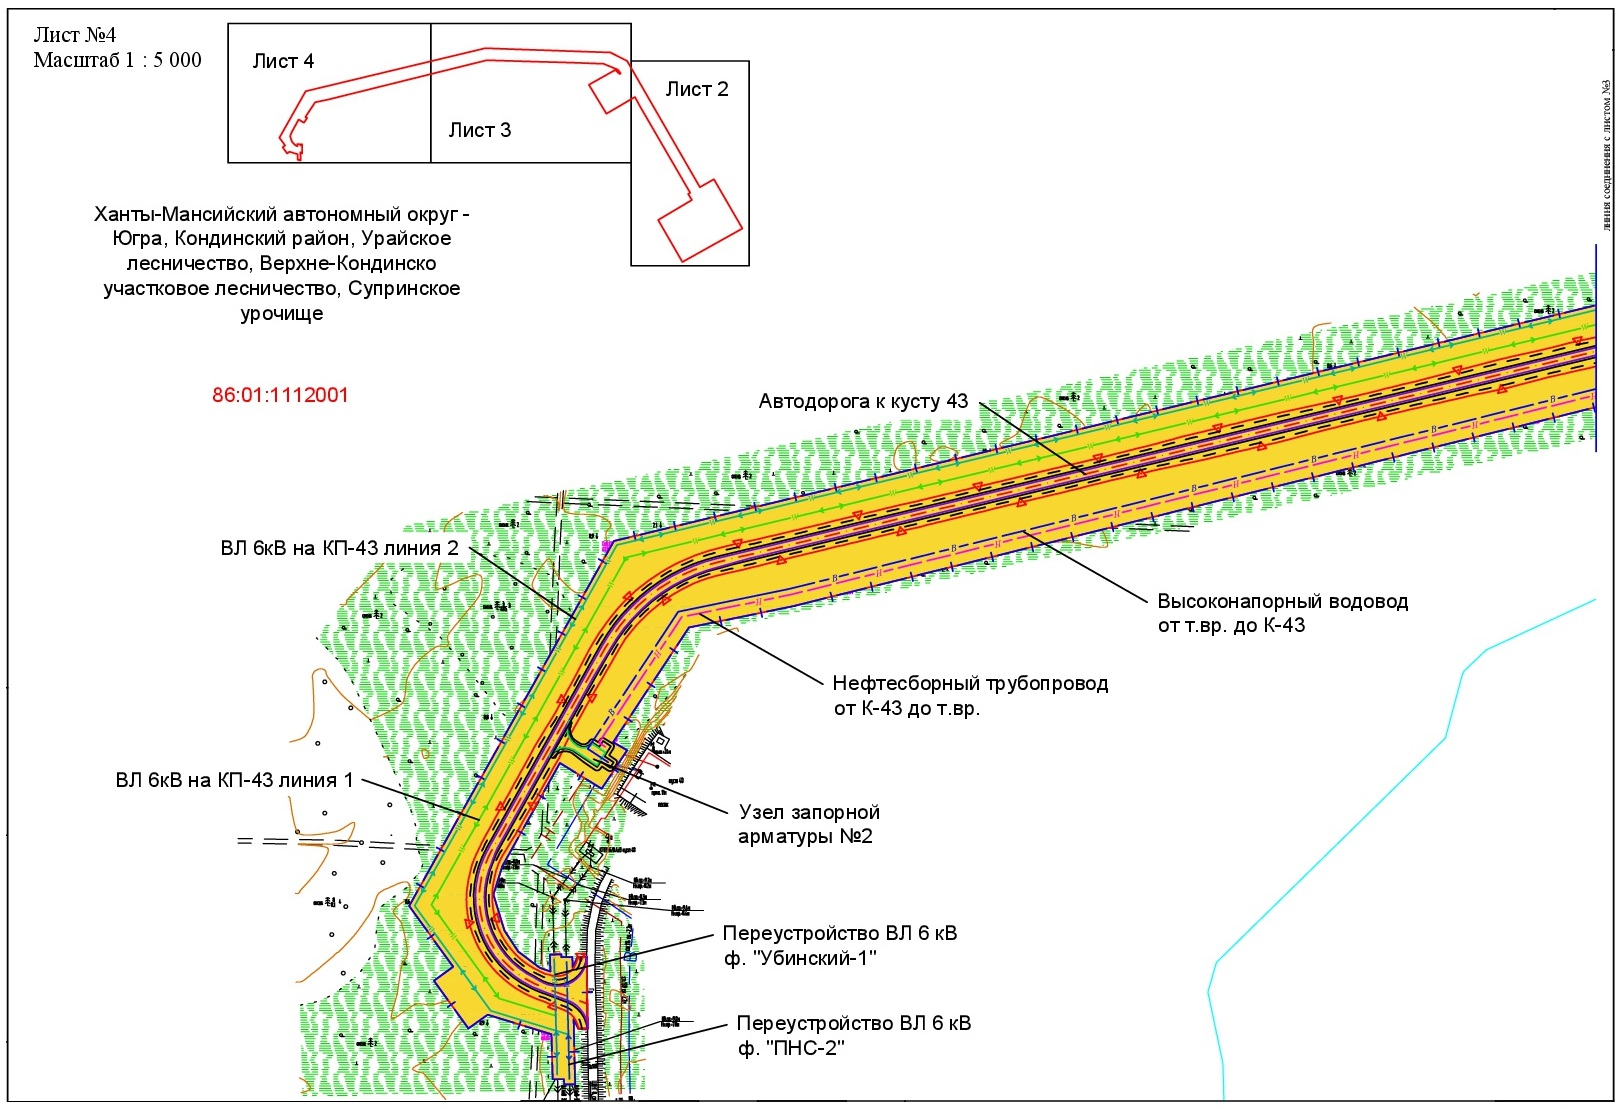 Лист №4
Масштаб 1 : 5 000
Лист 4
Лист 3
Лист 2
линия соединения с листом №3
Ханты-Мансийский автономный округ -
Югра, Кондинский район, Урайское
лесничество, Верхне-Кондинско
участковое лесничество, Супринское
урочище
86:01:1112001
Автодорога к кусту 43
ВЛ 6кВ на КП-43 линия 2
Высоконапорный водовод
от т.вр. до К-43
Нефтесборный трубопровод
от К-43 до т.вр.
ВЛ 6кВ на КП-43 линия 1
Узел запорной
арматуры №2
Переустройство ВЛ 6 кВ
ф. "Убинский-1"
Переустройство ВЛ 6 кВ
ф. "ПНС-2"